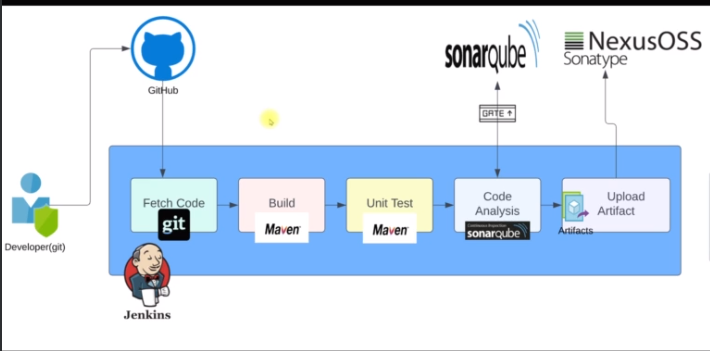 GitHub
sonarqube
NexusOSS
Sonatype
GATE ↑
Developer(git)
Fetch Code
git
Build
Maven
Unit Test
Maven
Code
Analysis
sonarqube
Upload
Artifact
Artifacts
Jenkins